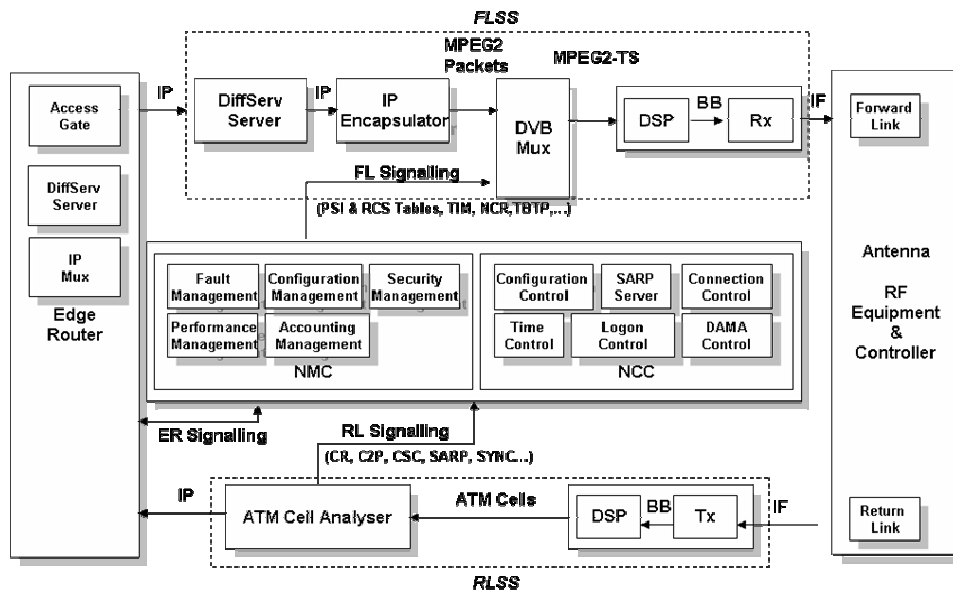 FLSS
MPEG2
Packets
MPEG2-TS
Access
Gate
IP
DiffServ
Server
IP
IP
Encapsulator
DVB
Mux
DSP
BB
Rx
IF
Forward
Link
DiffServ
Server
FL Signalling
(PSI & RCS Tables, TIM, NCR,TBTP,...)
IP
Mux
Edge
Router
Fault
Management
Configuration
Management
Security
Management
Performance
Management
Accounting
Management
NMC
Configuration
Control
SARP
Server
Connection
Control
Time
Control
Logon
Control
DAMA
Control
NCC
Antenna
RF
Equipment
&
Controller
ER Signalling
RL Signalling
(CR, C2P, CSC, SARP, SYNC...)
IP
ATM Cell Analyser
ATM Cells
DSP
BB
Tx
IF
Return
Link
RLSS